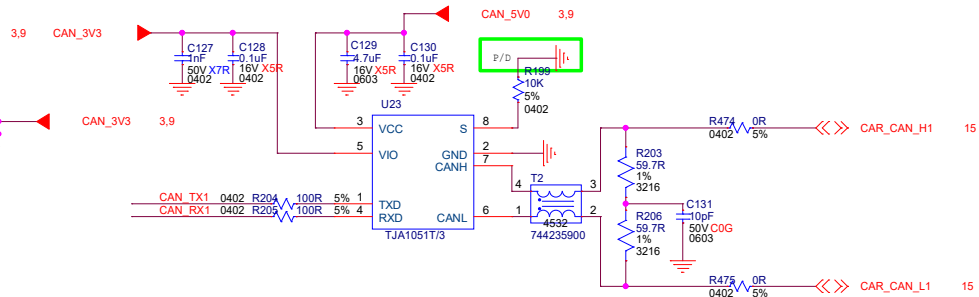 CAN_5V0 3,9
3,9 CAN_3V3
C127
1nF
50V X7R
0402
C128
0.1uF
16V X5R
0402
C129
4.7uF
16V X5R
0603
C130
0.1uF
16V X5R
0402
P/D
R199
10K
5%
0402
CAN_3V3 3,9
U23
3 VCC
S 8
5 VIO
GND 2
CANH 7
CAN_TX1 0402 R204 100R 5% 1 TXD
CAN_RX1 0402 R205 100R 5% 4 RXD
CANL 6
TJA1051T/3
T2
4 3
1 2
4532
744235900
R474 0R
0402 5%
CAR_CAN_H1 15
R203
59.7R
1%
3216
R206
59.7R
1%
3216
C131
10pF
50V C0G
0603
R475 0R
0402 5%
CAR_CAN_L1 15